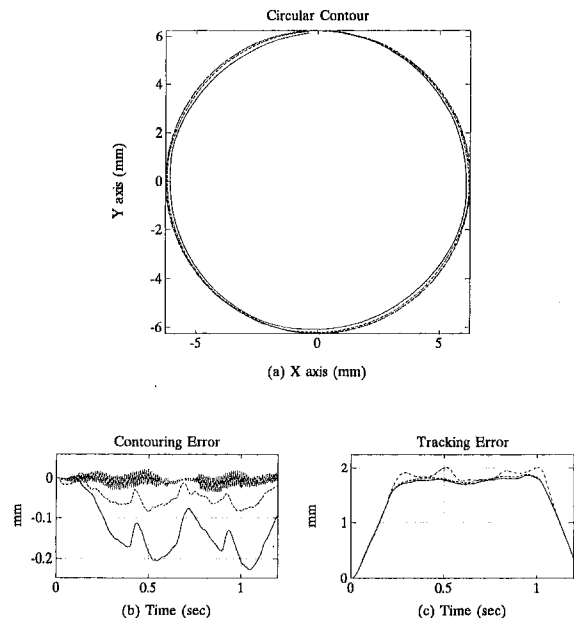 Circular Contour
6
4
2
0
-2
-4
-6
Y axis (mm)
-5
0
5
(a) X axis (mm)
Contouring Error
0
-0.1
-0.2
mm
0
0.5
1
(b) Time (sec)
Tracking Error
2
1
0
mm
0
0.5
1
(c) Time (sec)